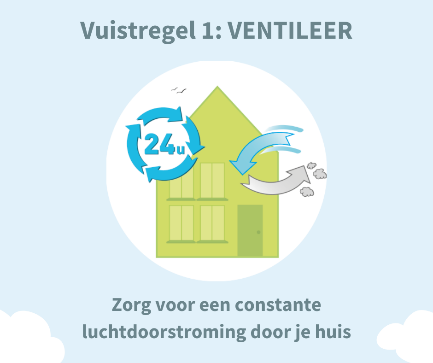 Vuistregel 1: VENTILEER
24u
Zorg voor een constante
luchtdoorstroming door je huis